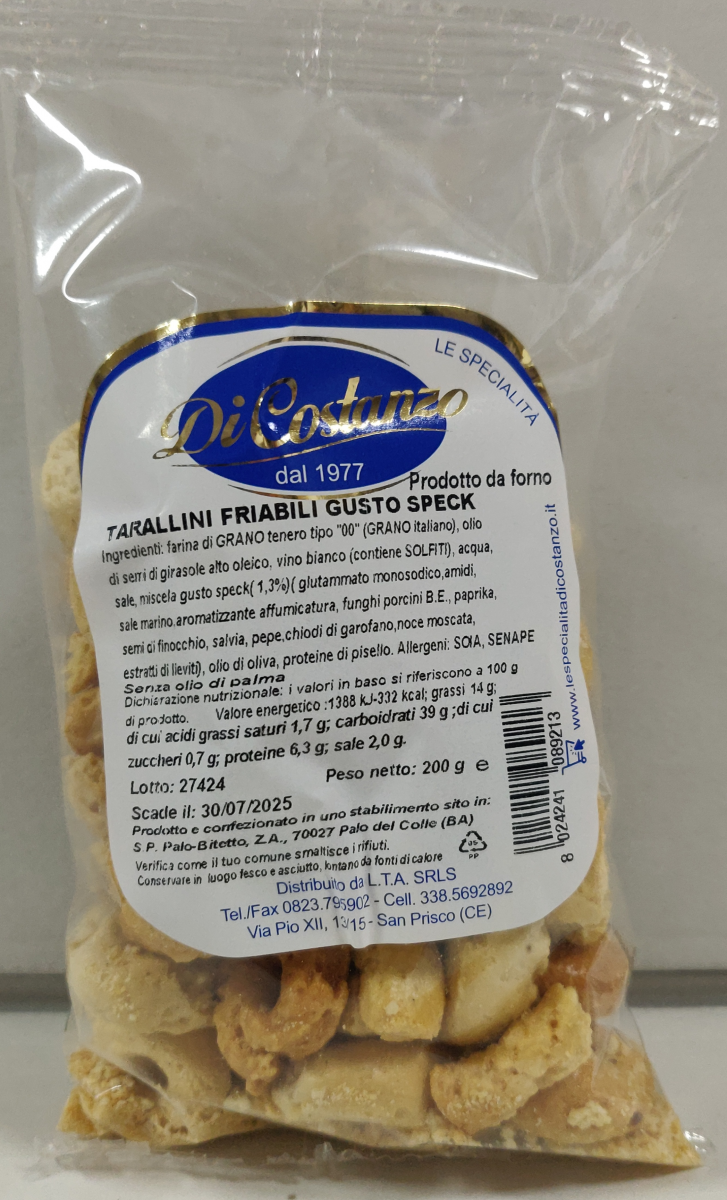 LE SPECIALITÀ
Di Costanzo
dal 1977
Prodotto da forno
TARALLINI FRIABILI GUSTO SPECK
Ingredienti: farina di GRANO tenero tipo "00" (GRANO italiano), olio
di semi di girasole alto oleico, vino bianco (contiene SOLFITI), acqua,
sale, miscela gusto speck( 1,3%)( glutammato monosodico,amidi,
sale marino,aromatizzante affumicatura, funghi porcini B.E., paprika,
semi di finocchio, salvia, pepe,chiodi di garofano,noce moscata,
estratti di lieviti), olio di oliva, proteine di pisello. Allergeni: SOIA, SENAPE
Senza olio di palma
Dichiarazione nutrizionale: i valori in base si riferiscono a 100 g
di prodotto. Valore energetico :1388 kJ-332 kcal; grassi 14 g;
di cui acidi grassi saturi 1,7 g; carboidrati 39 g ;di cui
zuccheri 0,7 g; proteine 6,3 g; sale 2,0 g.
Lotto: 27424
Peso netto: 200 g e
Scade il: 30/07/2025
Prodotto e confezionato in uno stabilimento sito in:
S.P. Palo-Bitetto, Z.A., 70027 Palo del Colle (BA)
Verifica come il tuo comune smaltisce i rifiuti.
Conservare in luogo fesco e asciutto, lontano da fonti di calore
05
PP
Distribuito da L.T.A. SRLS
Tel./Fax 0823.795902 - Cell. 338.5692892
Via Pio XII, 13/15 - San Prisco (CE)
www.lespecialitadicostanzo.it
8 024241 089213